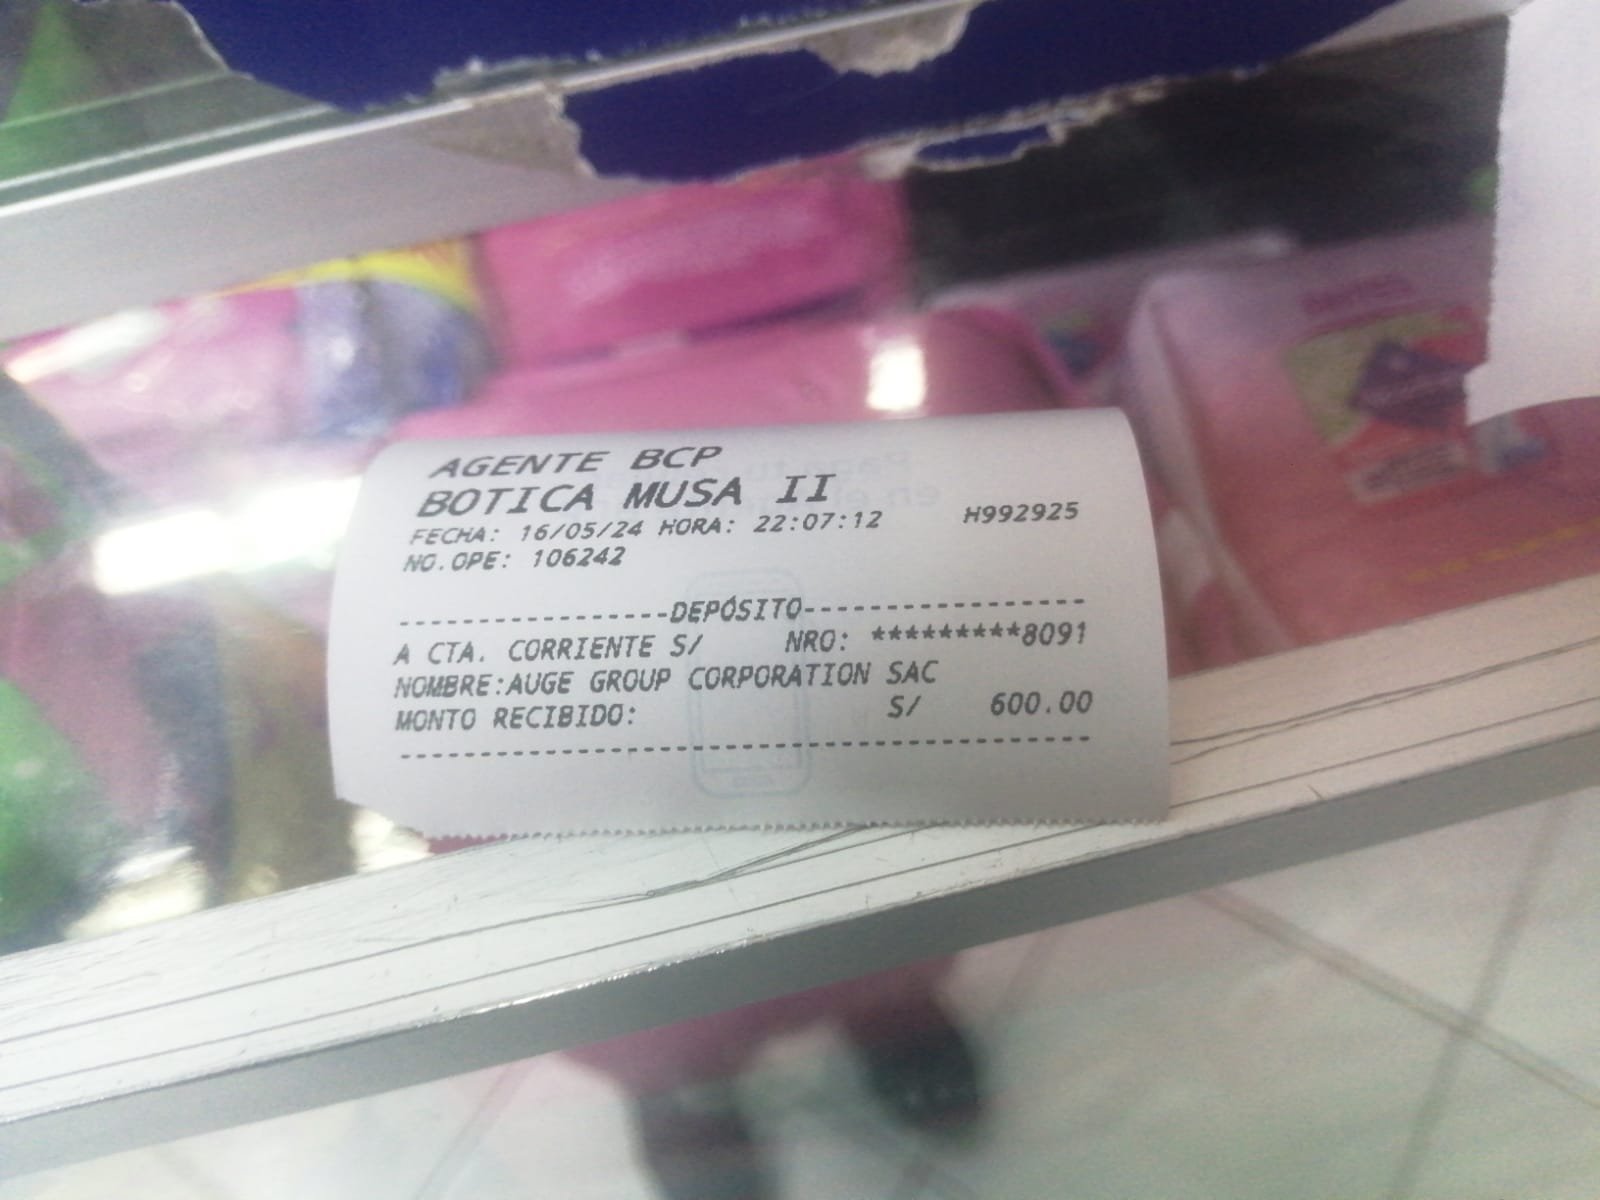 AGENTE BCP
BOTICA MUSA II
FECHA: 16/05/24 HORA: 22:07:12 H992925
NO.OPE: 106242
-----------------DEPÓSITO-----------------
A CTA. CORRIENTE S/ NRO: *********8091
NOMBRE:AUGE GROUP CORPORATION SAC
MONTO RECIBIDO: S/ 600.00
------------------------------------------